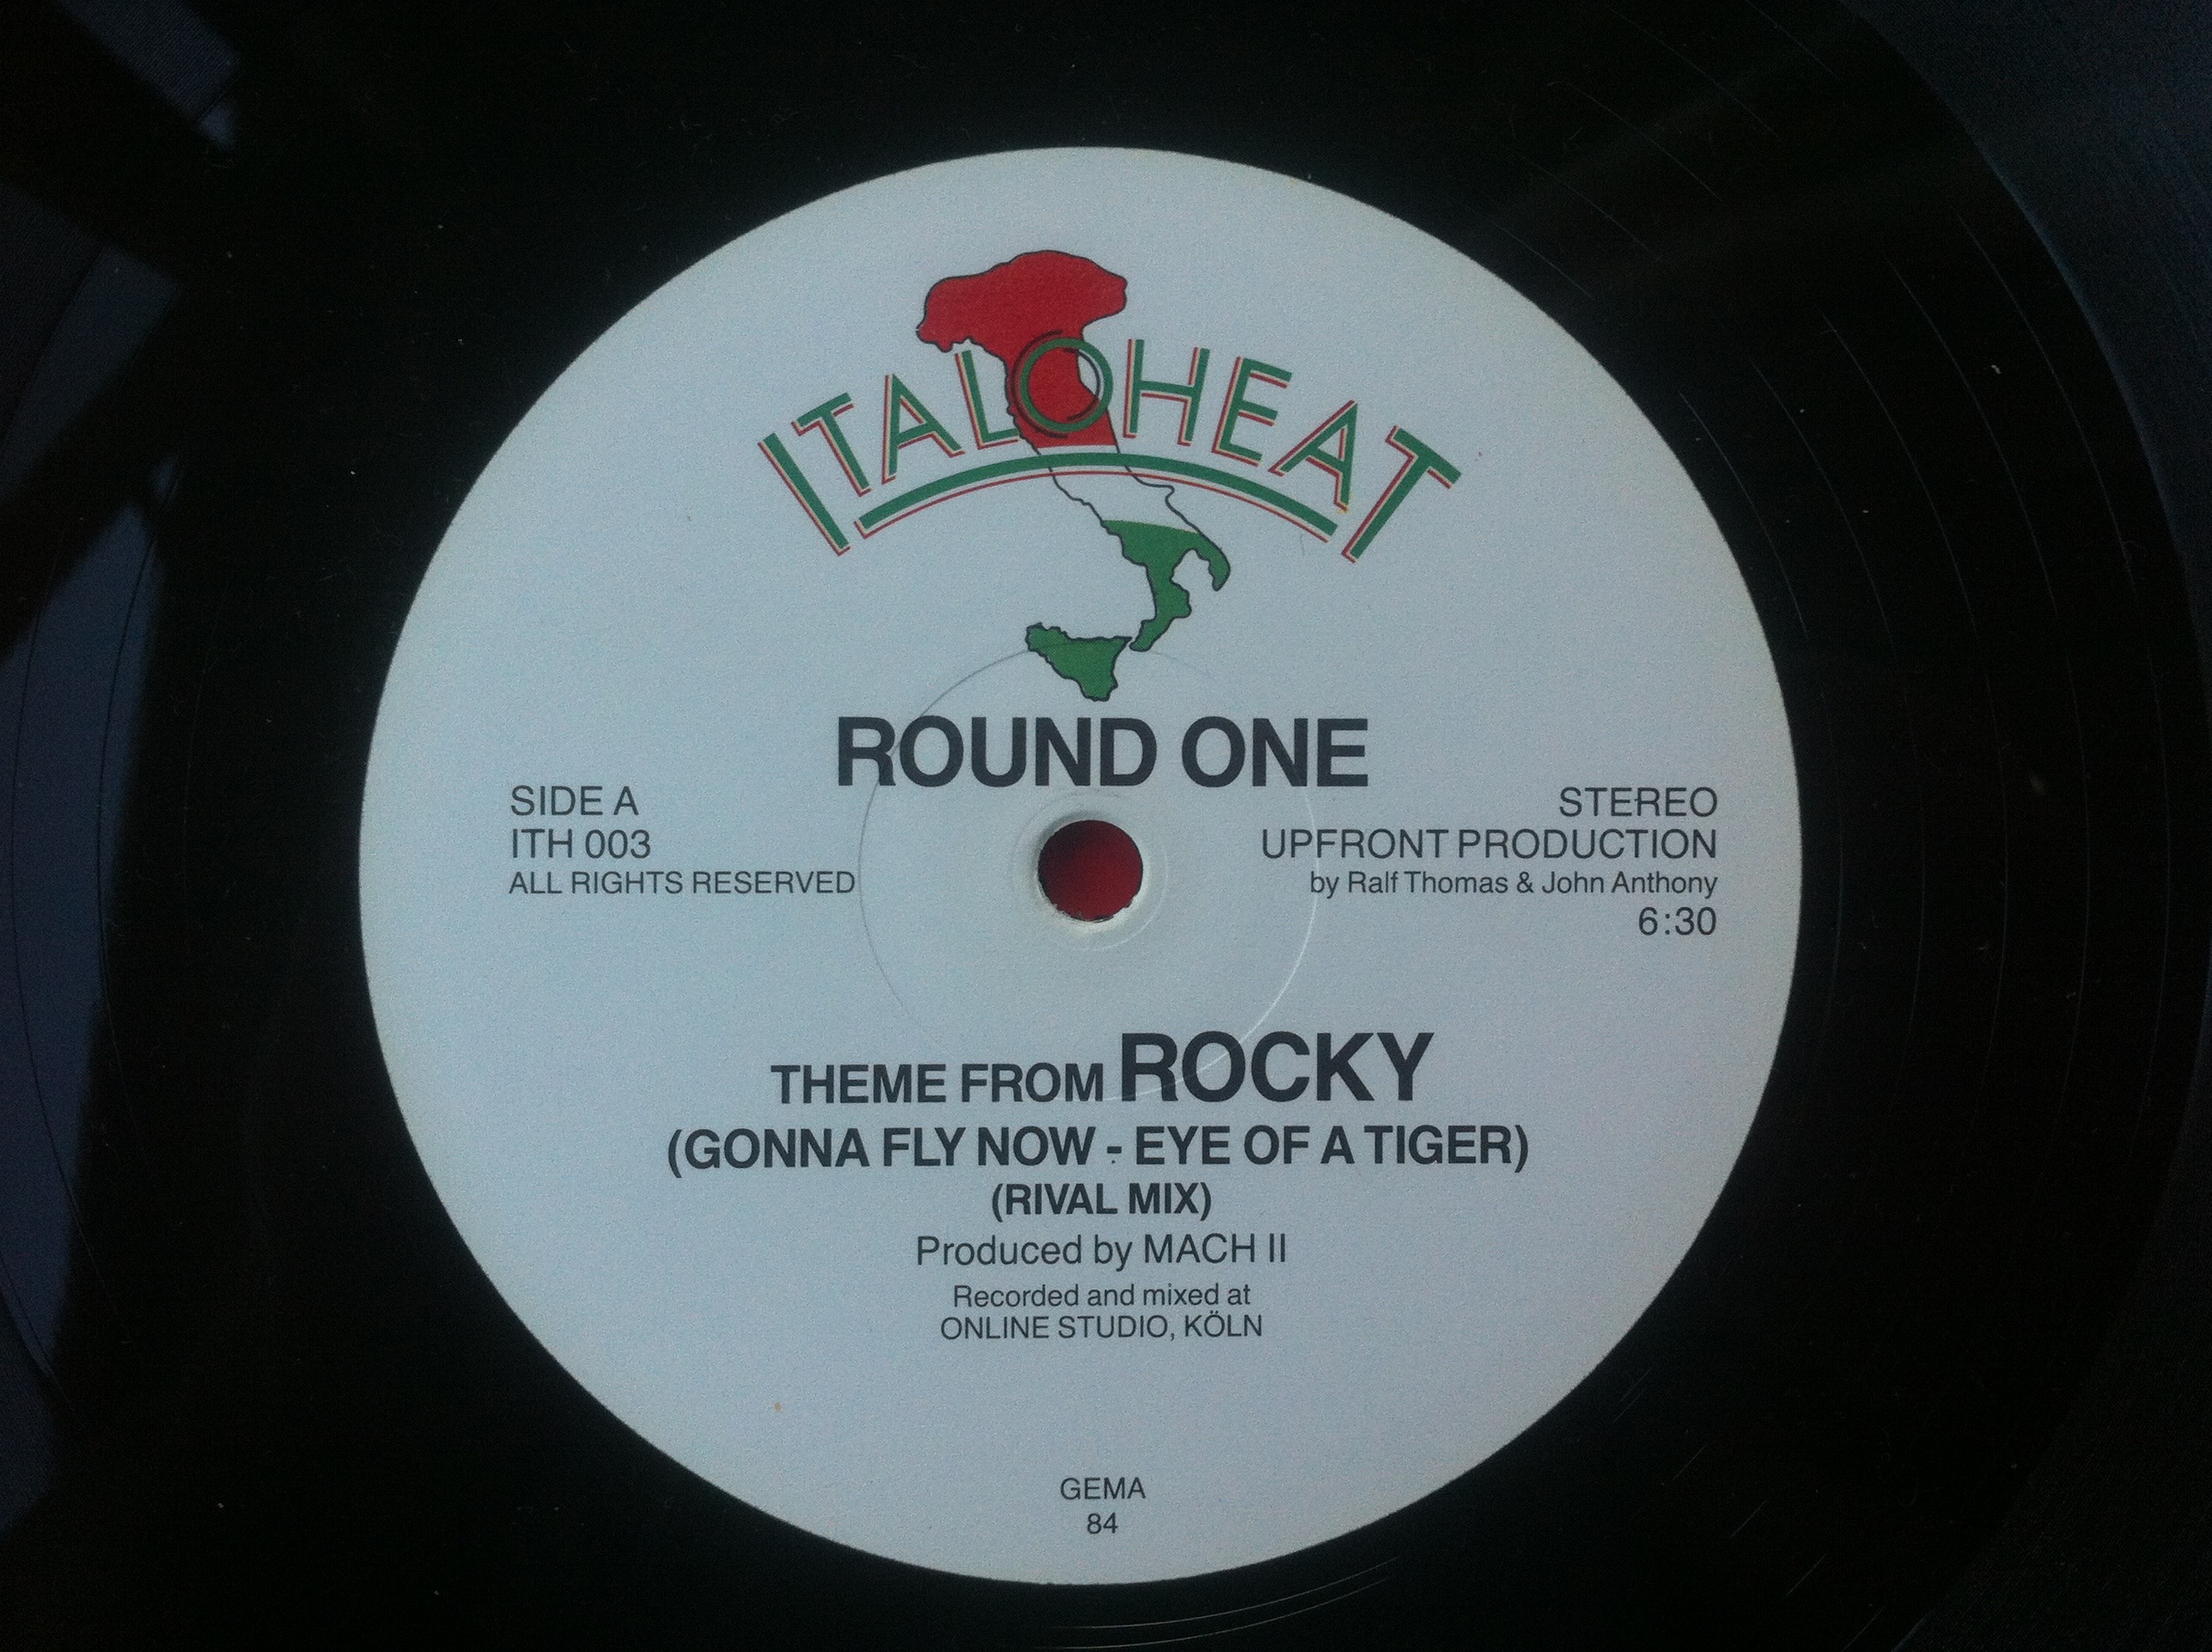 ITALOHEAT
ROUND ONE
SIDE A
ITH 003
ALL RIGHTS RESERVED
STEREO
UPFRONT PRODUCTION
by Ralf Thomas & John Anthony
6:30
THEME FROM ROCKY
(GONNA FLY NOW - EYE OF A TIGER)
(RIVAL MIX)
Produced by MACH II
Recorded and mixed at
ONLINE STUDIO, KÖLN
GEMA
84